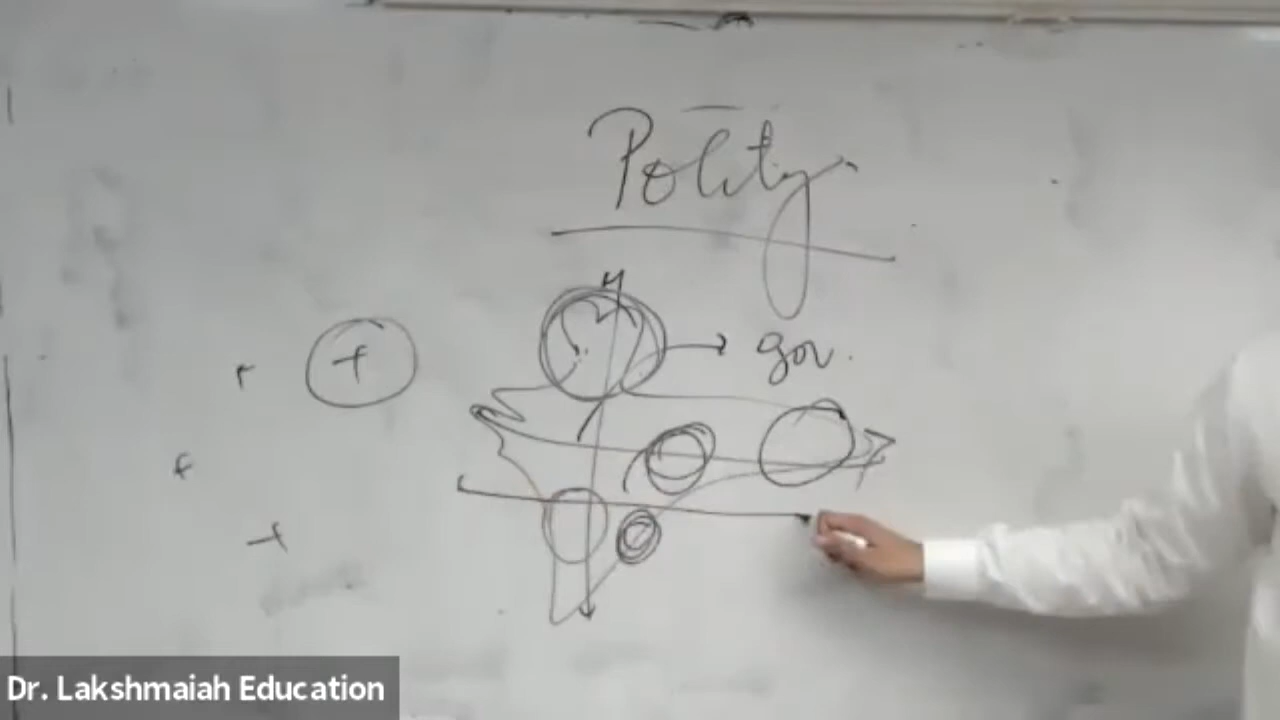 Polity
gov.
+
+
+
Dr. Lakshmaiah Education